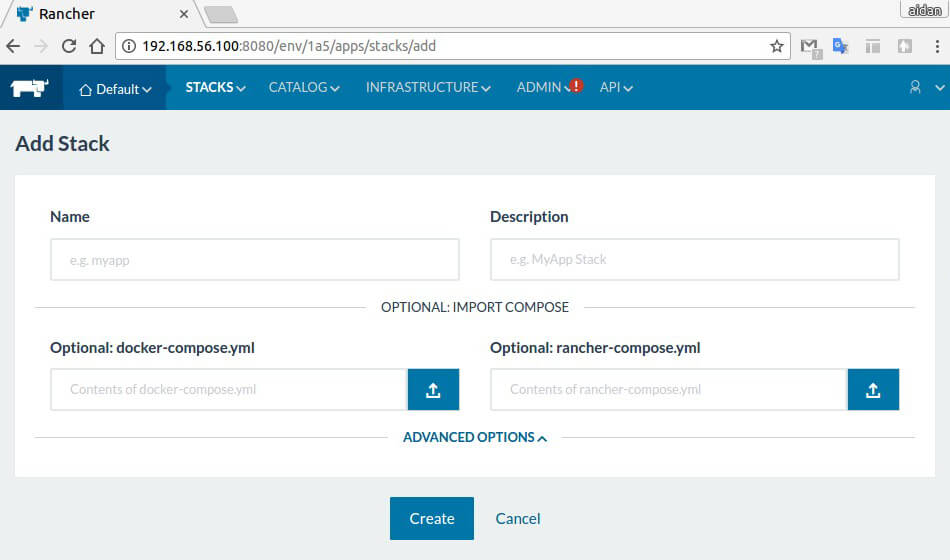 Rancher
aidan
192.168.56.100:8080/env/1a5/apps/stacks/add
Default STACKS CATALOG INFRASTRUCTURE ADMIN ! API
Add Stack
Name Description
e.g. myapp e.g. MyApp Stack
OPTIONAL: IMPORT COMPOSE
Optional: docker-compose.yml Optional: rancher-compose.yml
Contents of docker-compose.yml Contents of rancher-compose.yml
ADVANCED OPTIONS
Create Cancel